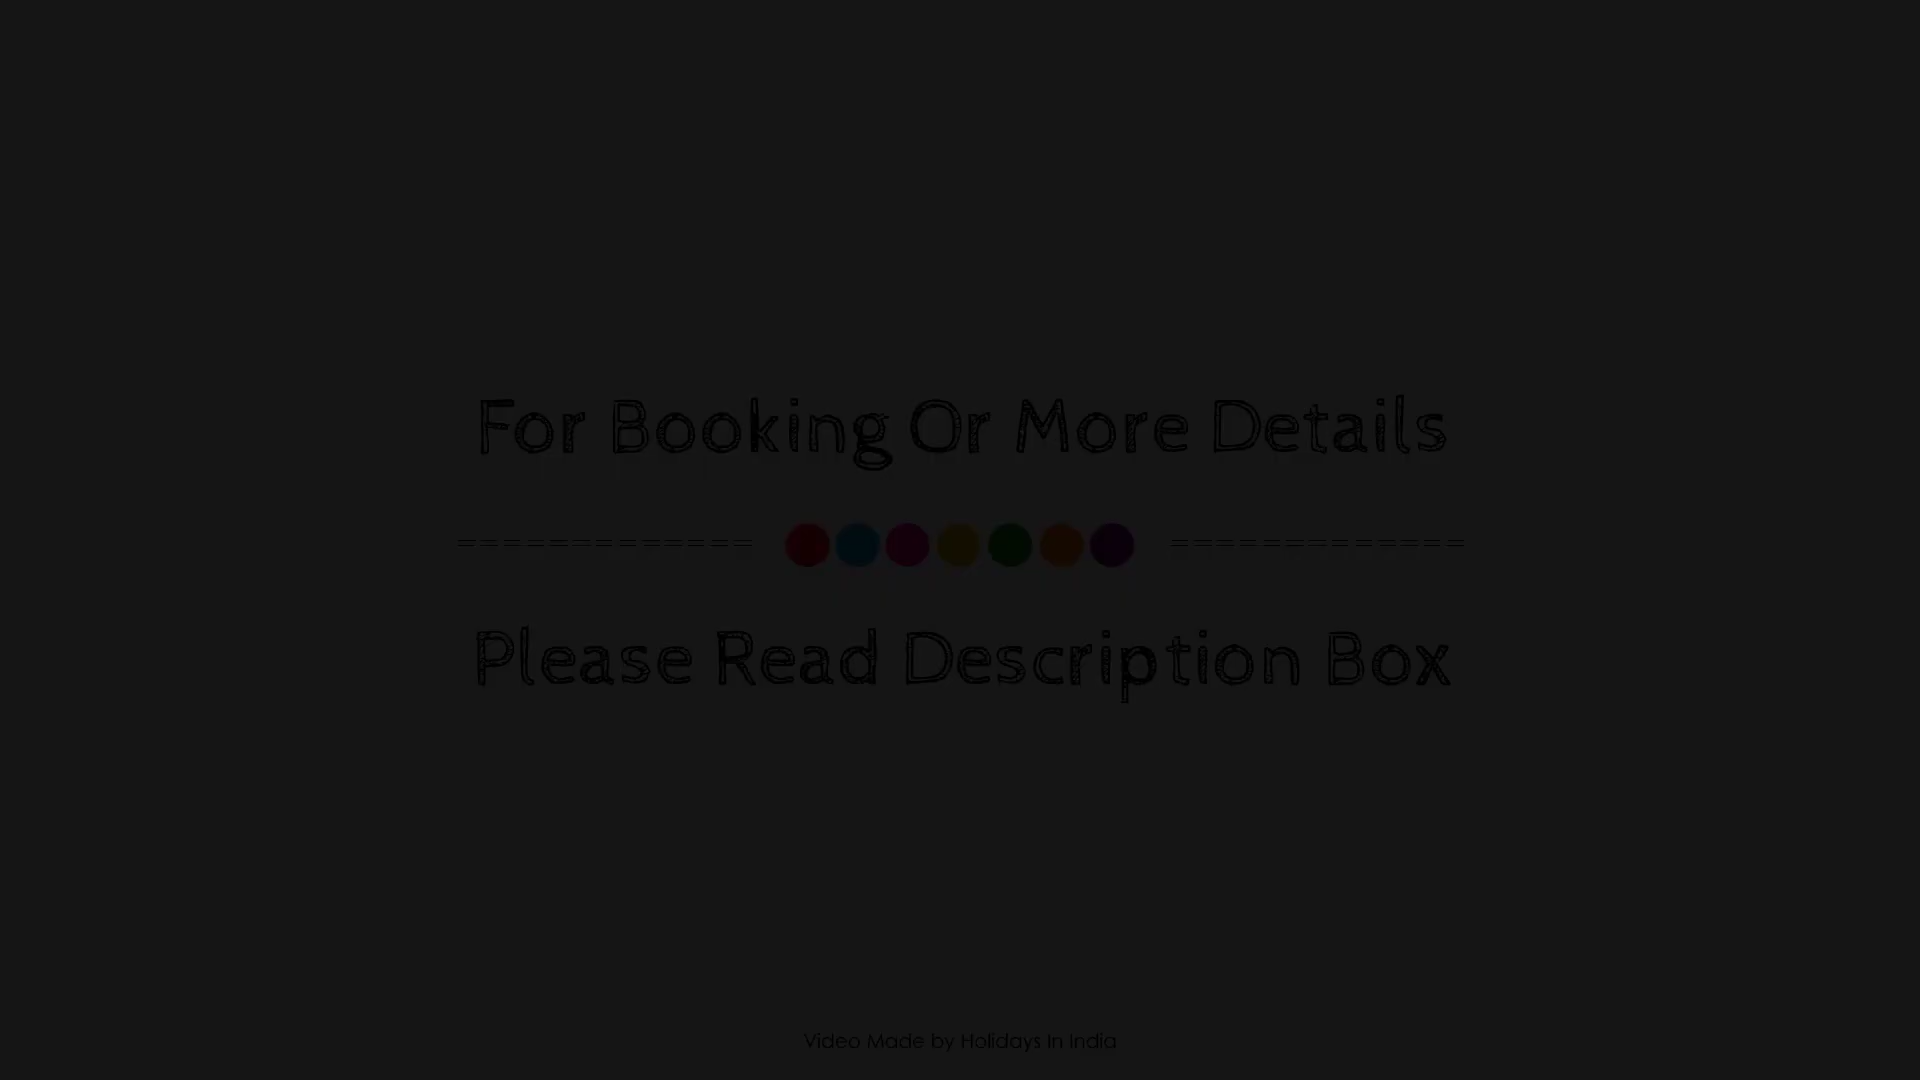 For Booking Or More Details
============= =============
Please Read Description Box
Video Made by Holidays In India